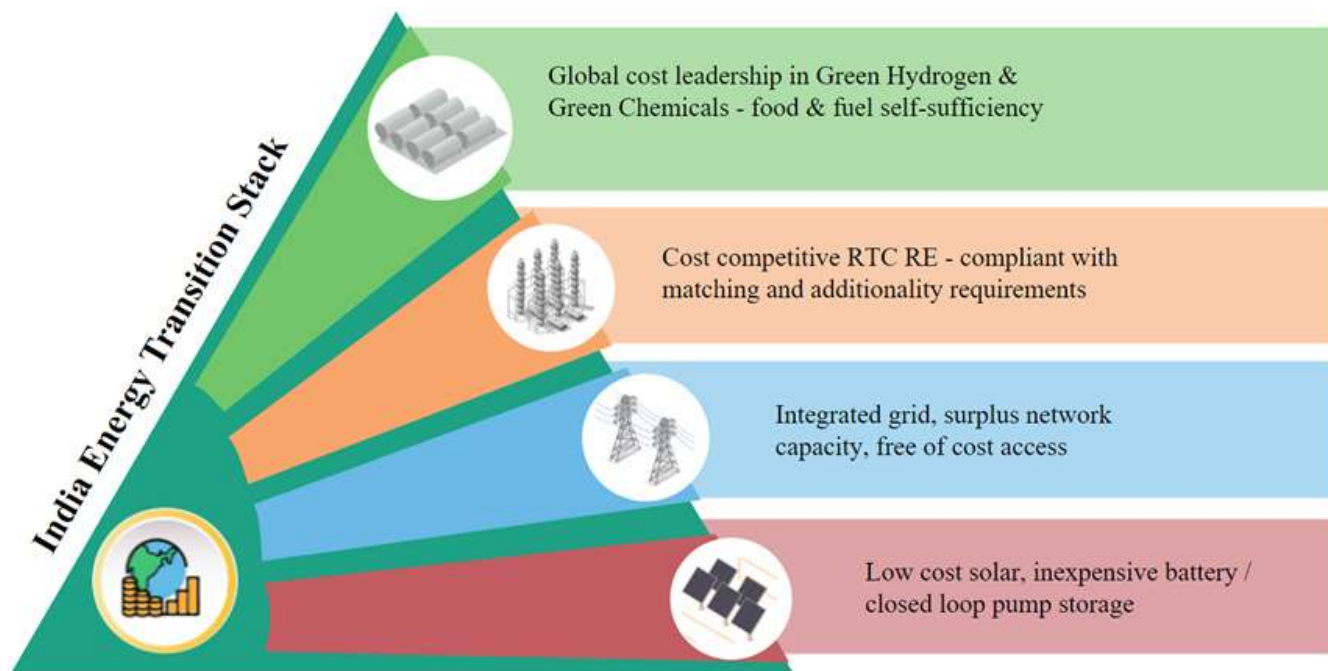 India Energy Transition Stack
Global cost leadership in Green Hydrogen &
Green Chemicals - food & fuel self-sufficiency
Cost competitive RTC RE - compliant with
matching and additionality requirements
Integrated grid, surplus network
capacity, free of cost access
Low cost solar, inexpensive battery /
closed loop pump storage